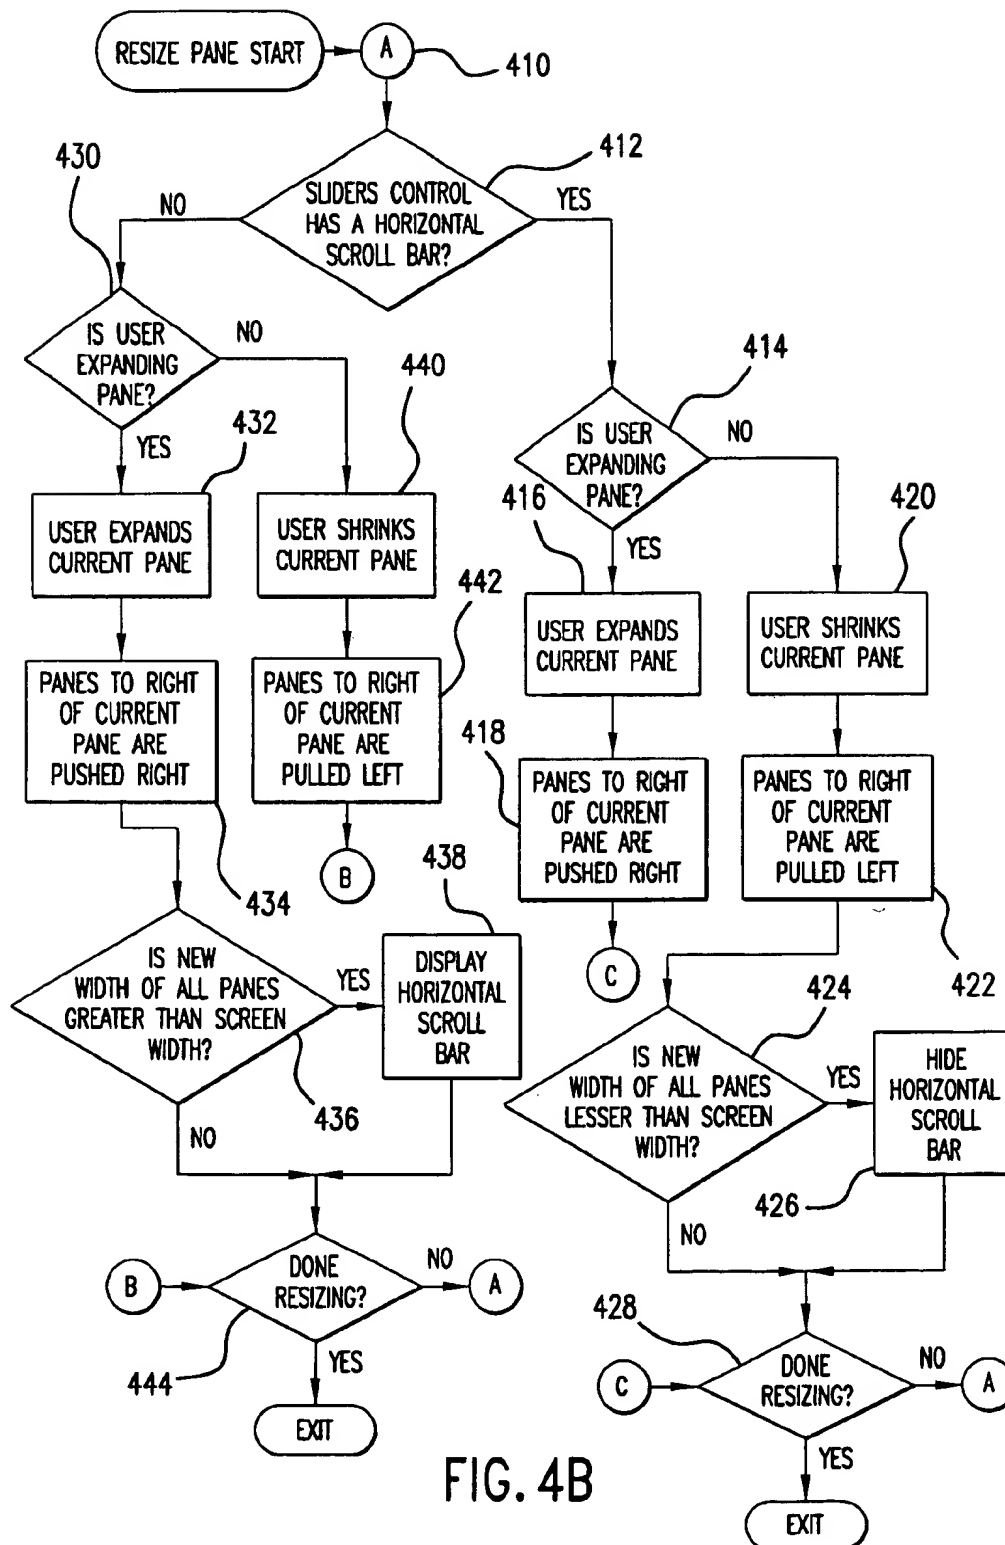 RESIZE PANE START
A
410
412
SLIDERS CONTROL
HAS A HORIZONTAL
SCROLL BAR?
NO
YES
430
IS USER
EXPANDING
PANE?
NO
YES
414
IS USER
EXPANDING
PANE?
NO
YES
432
USER EXPANDS
CURRENT PANE
440
USER SHRINKS
CURRENT PANE
416
USER EXPANDS
CURRENT PANE
420
USER SHRINKS
CURRENT PANE
PANES TO RIGHT
OF CURRENT
PANE ARE
PUSHED RIGHT
434
442
PANES TO RIGHT
OF CURRENT
PANE ARE
PULLED LEFT
B
418
PANES TO RIGHT
OF CURRENT
PANE ARE
PUSHED RIGHT
C
PANES TO RIGHT
OF CURRENT
PANE ARE
PULLED LEFT
422
IS NEW
WIDTH OF ALL PANES
GREATER THAN SCREEN
WIDTH?
436
YES
NO
438
DISPLAY
HORIZONTAL
SCROLL
BAR
424
IS NEW
WIDTH OF ALL PANES
LESSER THAN SCREEN
WIDTH?
YES
NO
HIDE
HORIZONTAL
SCROLL
BAR
426
B
DONE
RESIZING?
NO
A
444
YES
EXIT
428
C
DONE
RESIZING?
NO
A
YES
EXIT
FIG. 4B